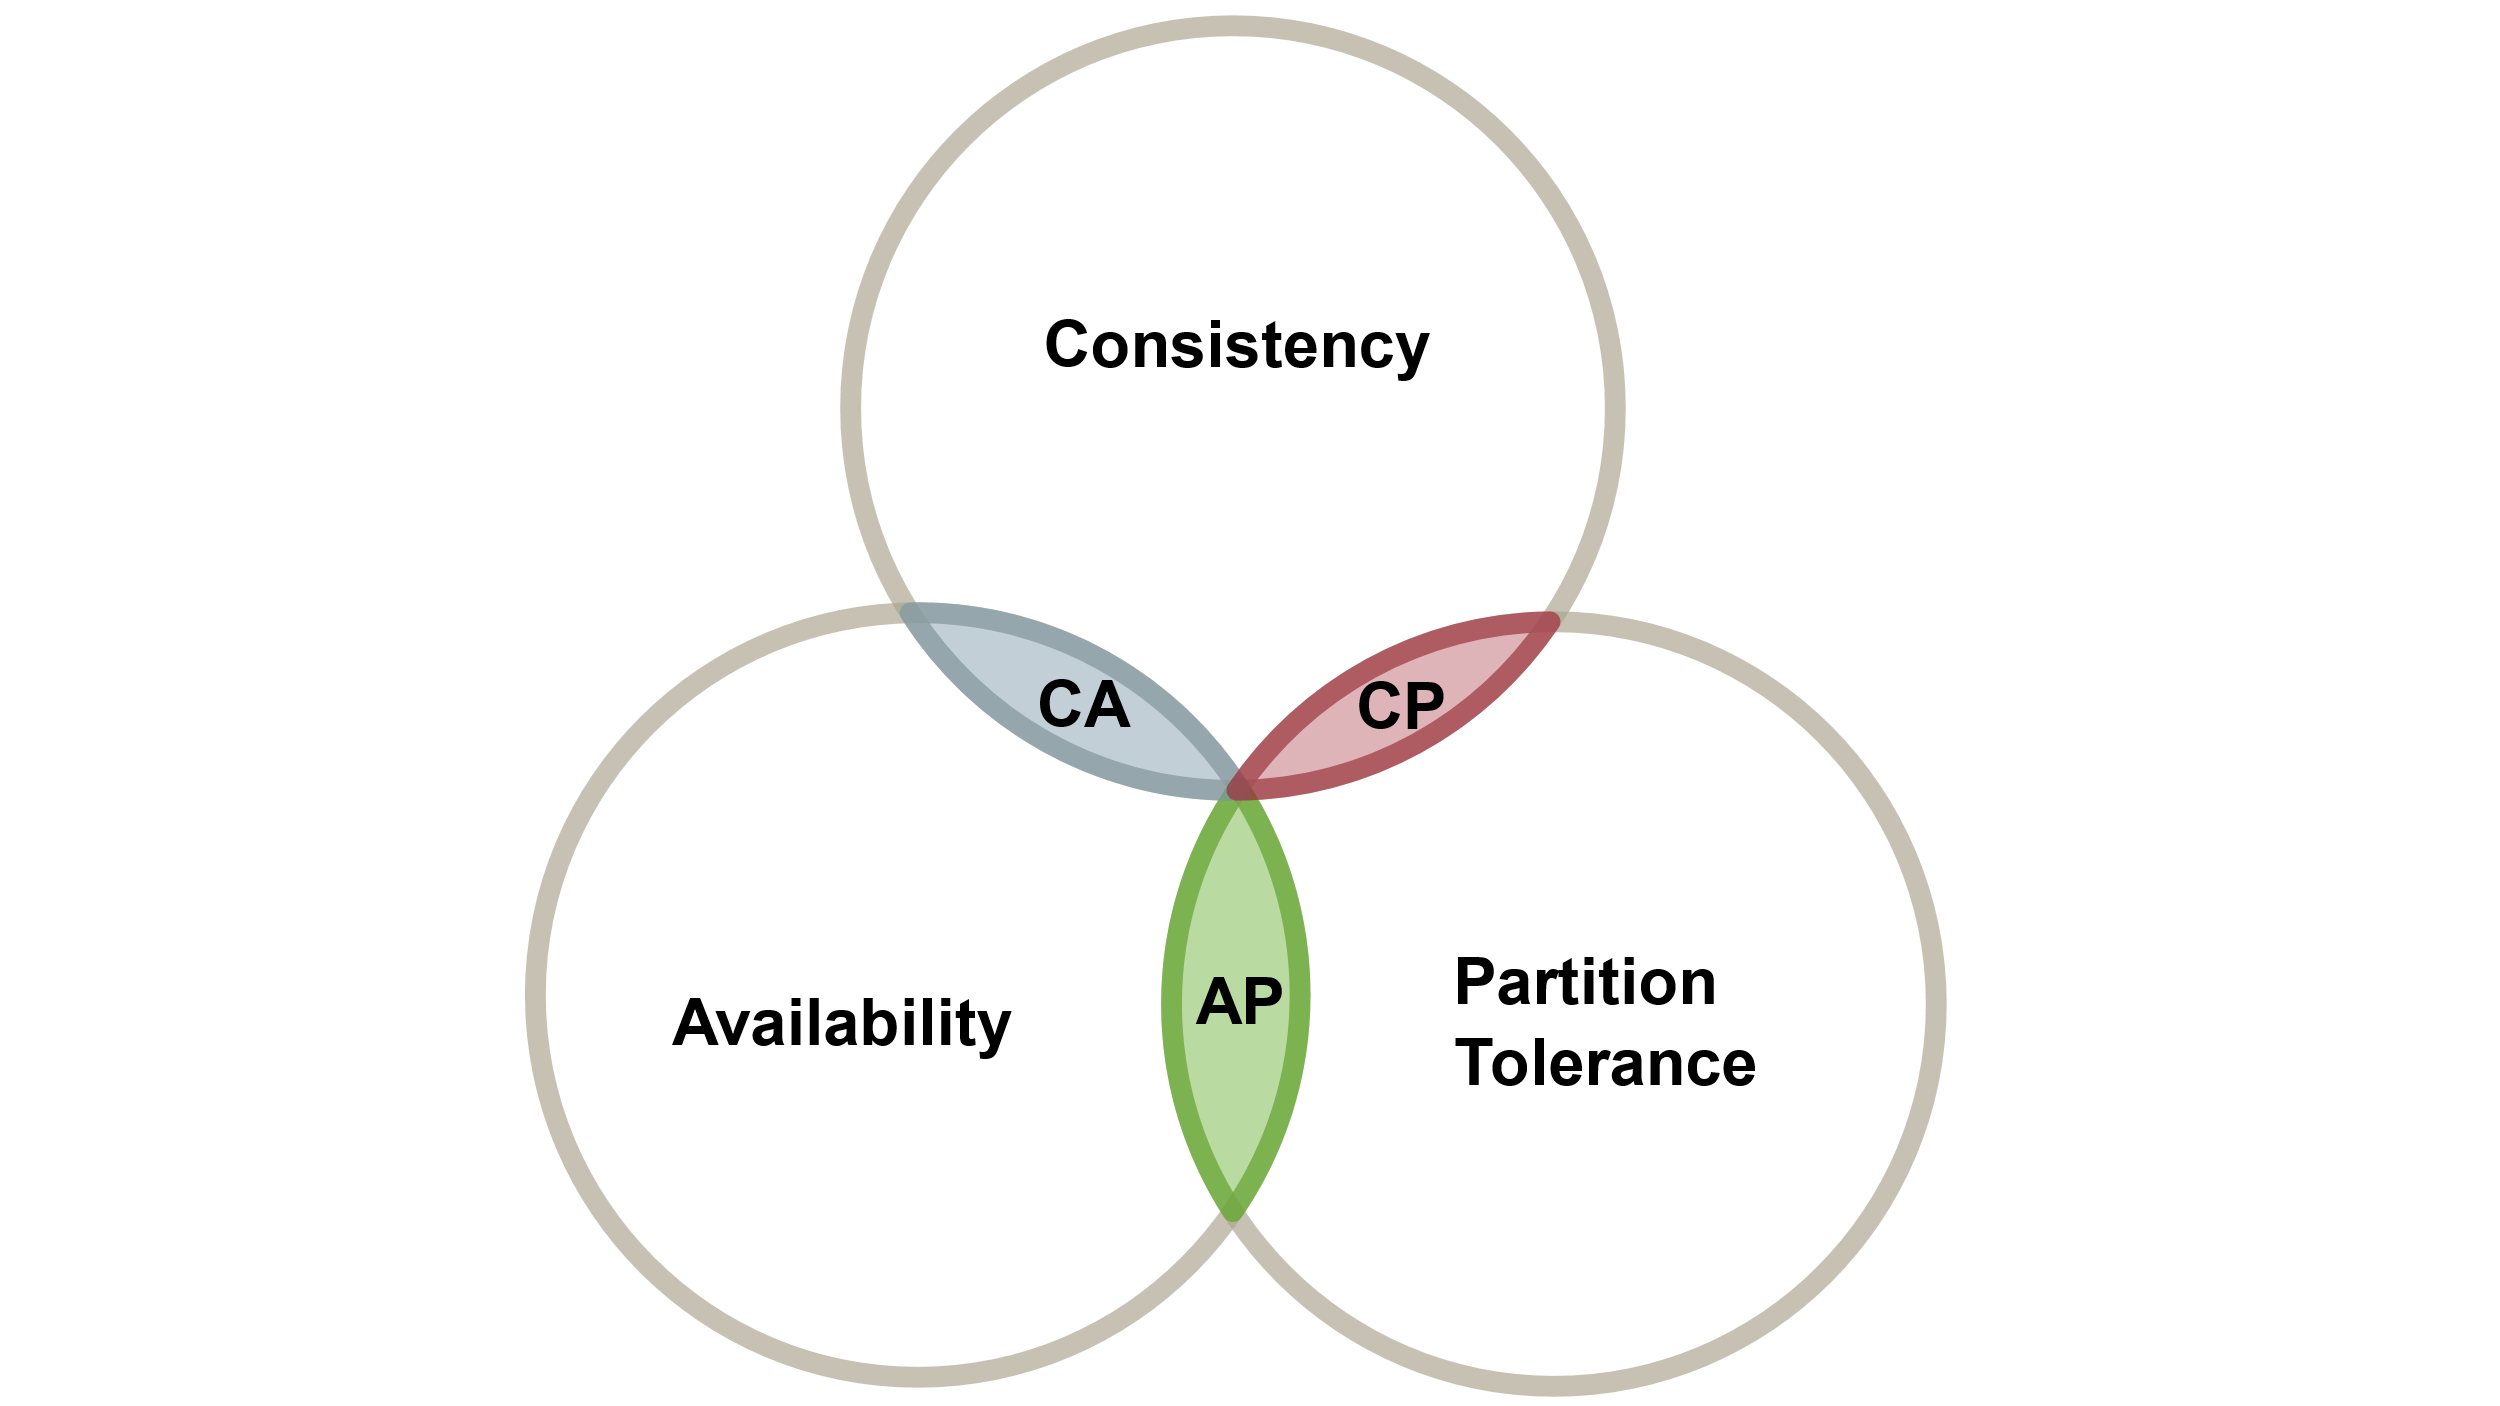 Consistency
CA
CP
AP
Availability
Partition
Tolerance